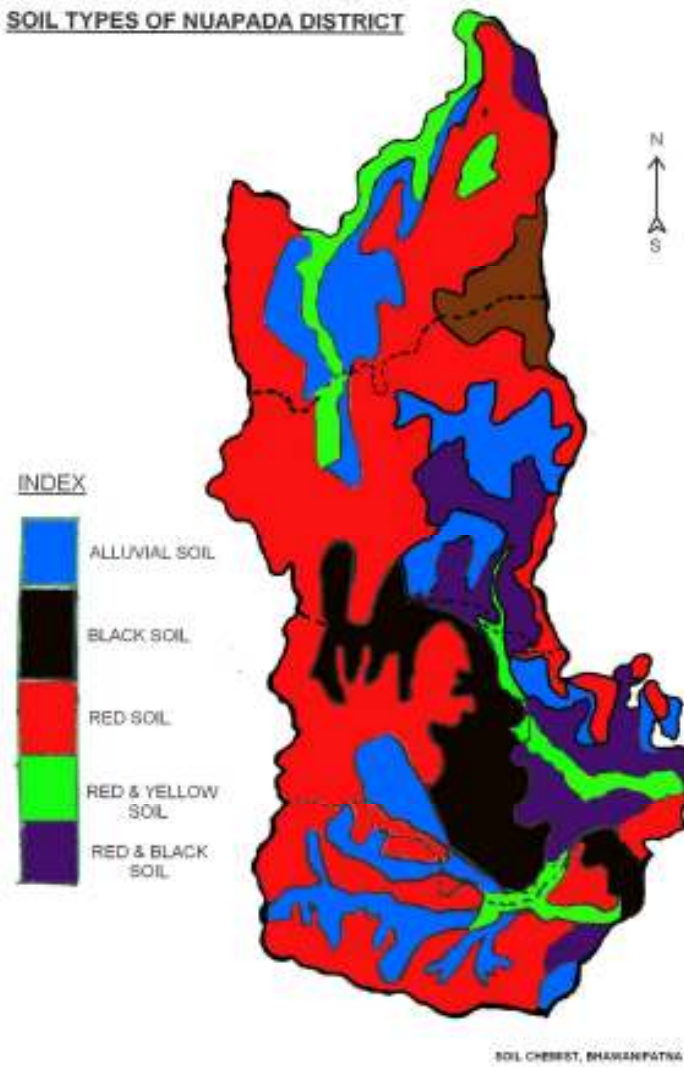 SOIL TYPES OF NUAPADA DISTRICT
N
S
INDEX
ALLUVIAL SOIL
BLACK SOIL
RED SOIL
RED & YELLOW
SOIL
RED & BLACK
SOIL
SOIL CHEMIST, BHAWANIPATNA